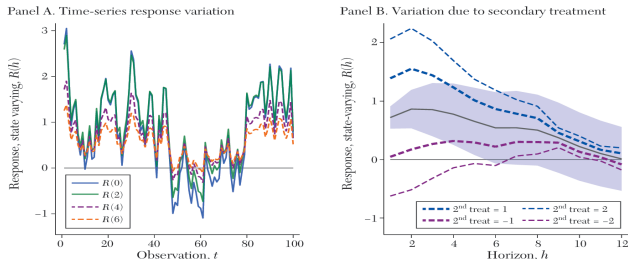 Panel A. Time-series response variation
Response, state varying, R(h)
3
2
1
0
−1
R(0)
R(2)
R(4)
R(6)
0
20
40
60
80
100
Observation, t
Panel B. Variation due to secondary treatment
Response, state-varying, R(h)
2
1
0
−1
2nd treat = 1
2nd treat = −1
2nd treat = 2
2nd treat = −2
2
4
6
8
10
12
Horizon, h